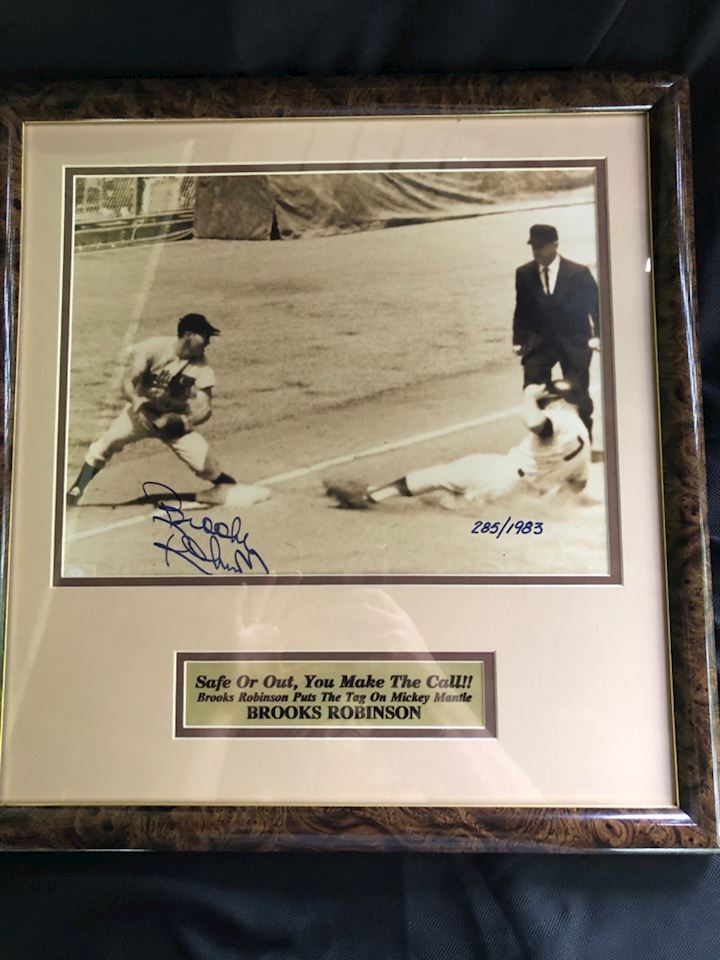 Brooks
Robinson
285/1983
Safe Or Out, You Make The Call!!
Brooks Robinson Puts The Tag On Mickey Mantle
BROOKS ROBINSON